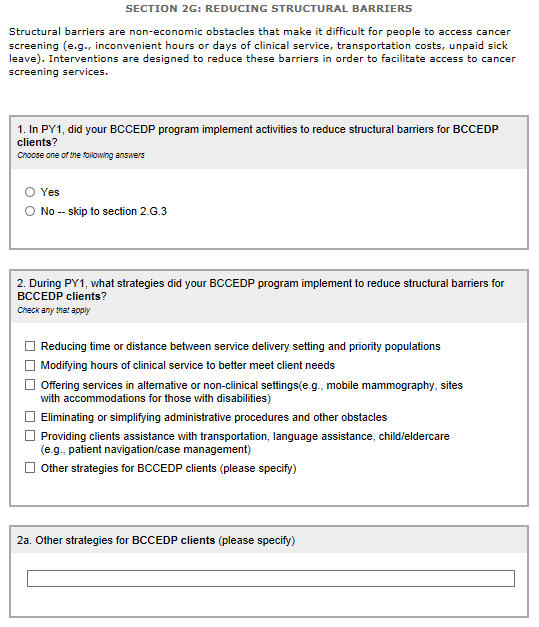 SECTION 2G: REDUCING STRUCTURAL BARRIERS
Structural barriers are non-economic obstacles that make it difficult for people to access cancer
screening (e.g., inconvenient hours or days of clinical service, transportation costs, unpaid sick
leave). Interventions are designed to reduce these barriers in order to facilitate access to cancer
screening services.
1. In PY1, did your BCCEDP program implement activities to reduce structural barriers for BCCEDP
clients?
Choose one of the following answers
Yes
No -- skip to section 2.G.3
2. During PY1, what strategies did your BCCEDP program implement to reduce structural barriers for
BCCEDP clients?
Check any that apply
Reducing time or distance between service delivery setting and priority populations
Modifying hours of clinical service to better meet client needs
Offering services in alternative or non-clinical settings(e.g., mobile mammography, sites
with accommodations for those with disabilities)
Eliminating or simplifying administrative procedures and other obstacles
Providing clients assistance with transportation, language assistance, child/eldercare
(e.g., patient navigation/case management)
Other strategies for BCCEDP clients (please specify)
2a. Other strategies for BCCEDP clients (please specify)